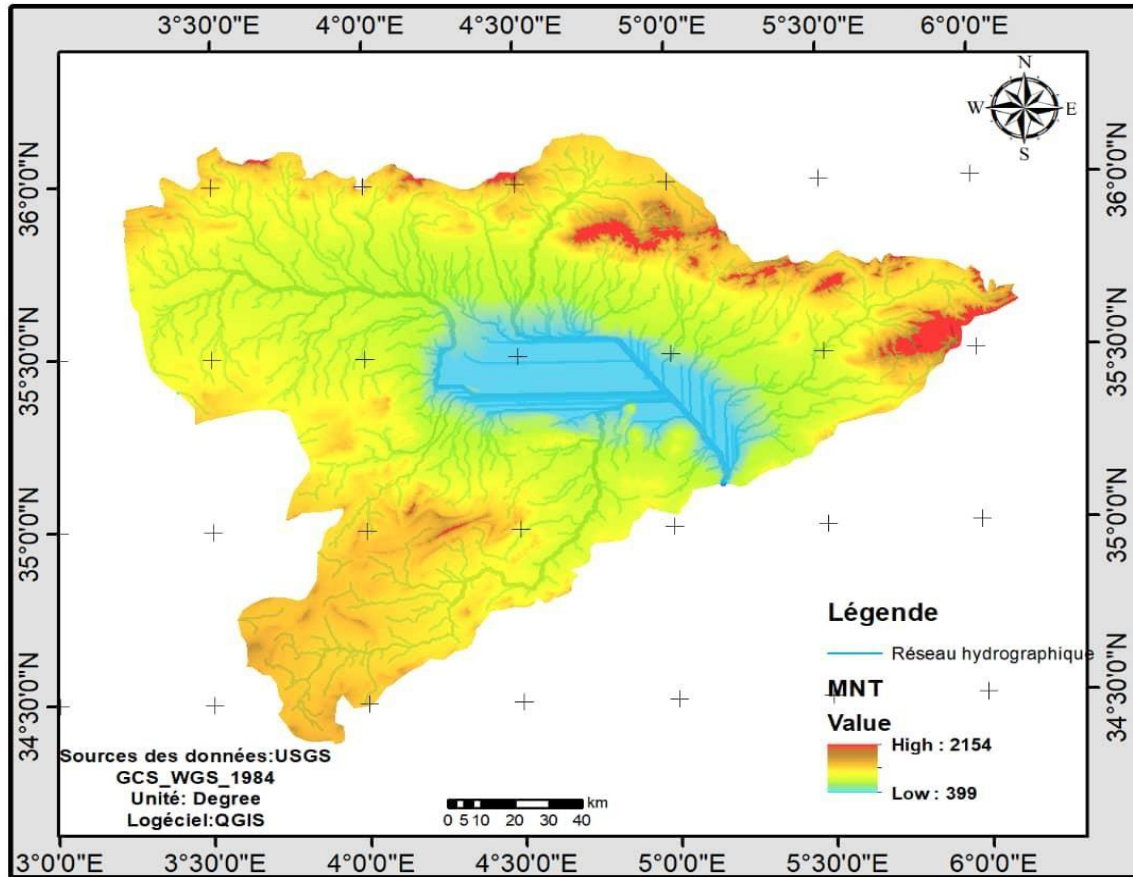 3°30'0"E 4°0'0"E 4°30'0"E 5°0'0"E 5°30'0"E 6°0'0"E
N
W E
S
36°0'0"N
35°30'0"N
35°0'0"N
34°30'0"N
36°0'0"N
35°30'0"N
35°0'0"N
34°30'0"N
Légende
Réseau hydrographique
MNT
Value
High : 2154
Low : 399
Sources des données:USGS
GCS_WGS_1984
Unité: Degree
Logéciel:QGIS
km
0 5 10 20 30 40
3°0'0"E 3°30'0"E 4°0'0"E 4°30'0"E 5°0'0"E 5°30'0"E 6°0'0"E